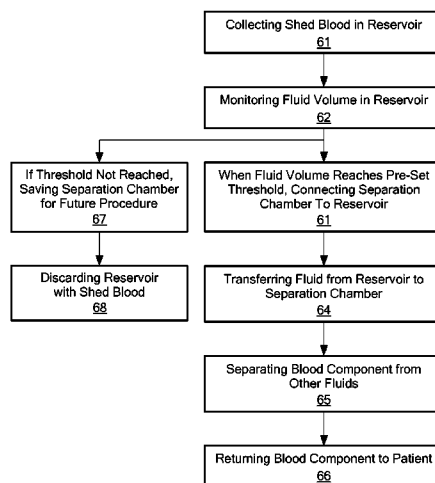 Collecting Shed Blood in Reservoir
61
Monitoring Fluid Volume in Reservoir
62
If Threshold Not Reached,
Saving Separation Chamber
for Future Procedure
67
When Fluid Volume Reaches Pre-Set
Threshold, Connecting Separation
Chamber To Reservoir
61
Discarding Reservoir
with Shed Blood
68
Transferring Fluid from Reservoir to
Separation Chamber
64
Separating Blood Component from
Other Fluids
65
Returning Blood Component to Patient
66